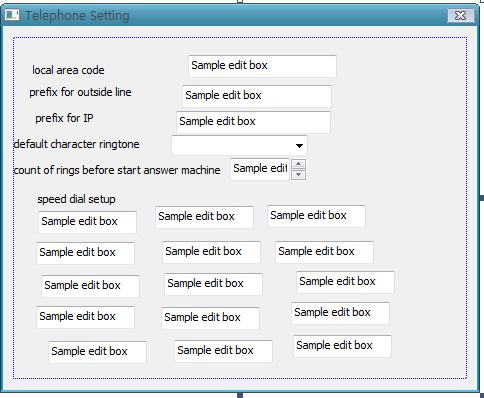 Telephone Setting
local area code Sample edit box
prefix for outside line Sample edit box
prefix for IP Sample edit box
default character ringtone
count of rings before start answer machine Sample edit
speed dial setup
Sample edit box Sample edit box Sample edit box
Sample edit box Sample edit box Sample edit box
Sample edit box Sample edit box Sample edit box
Sample edit box Sample edit box Sample edit box
Sample edit box Sample edit box Sample edit box